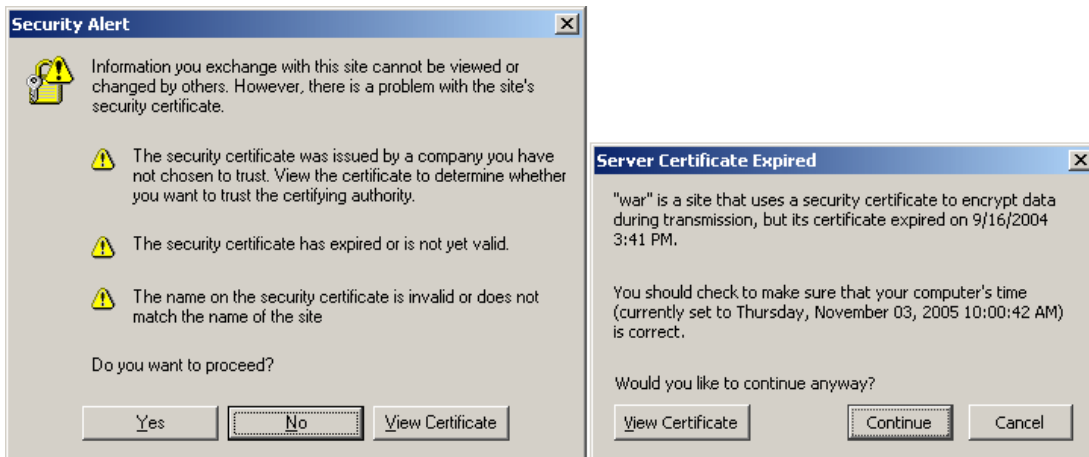 Security Alert
Information you exchange with this site cannot be viewed or
changed by others. However, there is a problem with the site's
security certificate.
The security certificate was issued by a company you have
not chosen to trust. View the certificate to determine whether
you want to trust the certifying authority.
The security certificate has expired or is not yet valid.
The name on the security certificate is invalid or does not
match the name of the site
Do you want to proceed?
Yes No View Certificate
Server Certificate Expired
"war" is a site that uses a security certificate to encrypt data
during transmission, but its certificate expired on 9/16/2004
3:41 PM.
You should check to make sure that your computer's time
(currently set to Thursday, November 03, 2005 10:00:42 AM)
is correct.
Would you like to continue anyway?
View Certificate Continue Cancel